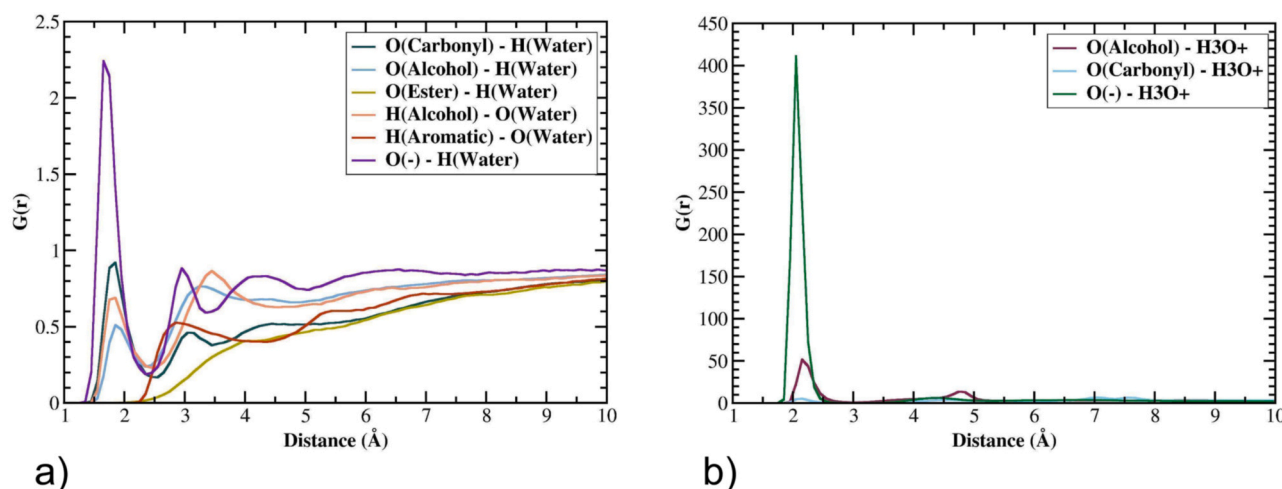 2.5
2
1.5
1
0.5
0
G(r)
O(Carbonyl) - H(Water)
O(Alcohol) - H(Water)
O(Ester) - H(Water)
H(Alcohol) - O(Water)
H(Aromatic) - O(Water)
O(-) - H(Water)
1 2 3 4 5 6 7 8 9 10
Distance (Å)
a)
450
400
350
300
250
200
150
100
50
0
G(r)
O(Alcohol) - H3O+
O(Carbonyl) - H3O+
O(-) - H3O+
1 2 3 4 5 6 7 8 9 10
Distance (Å)
b)